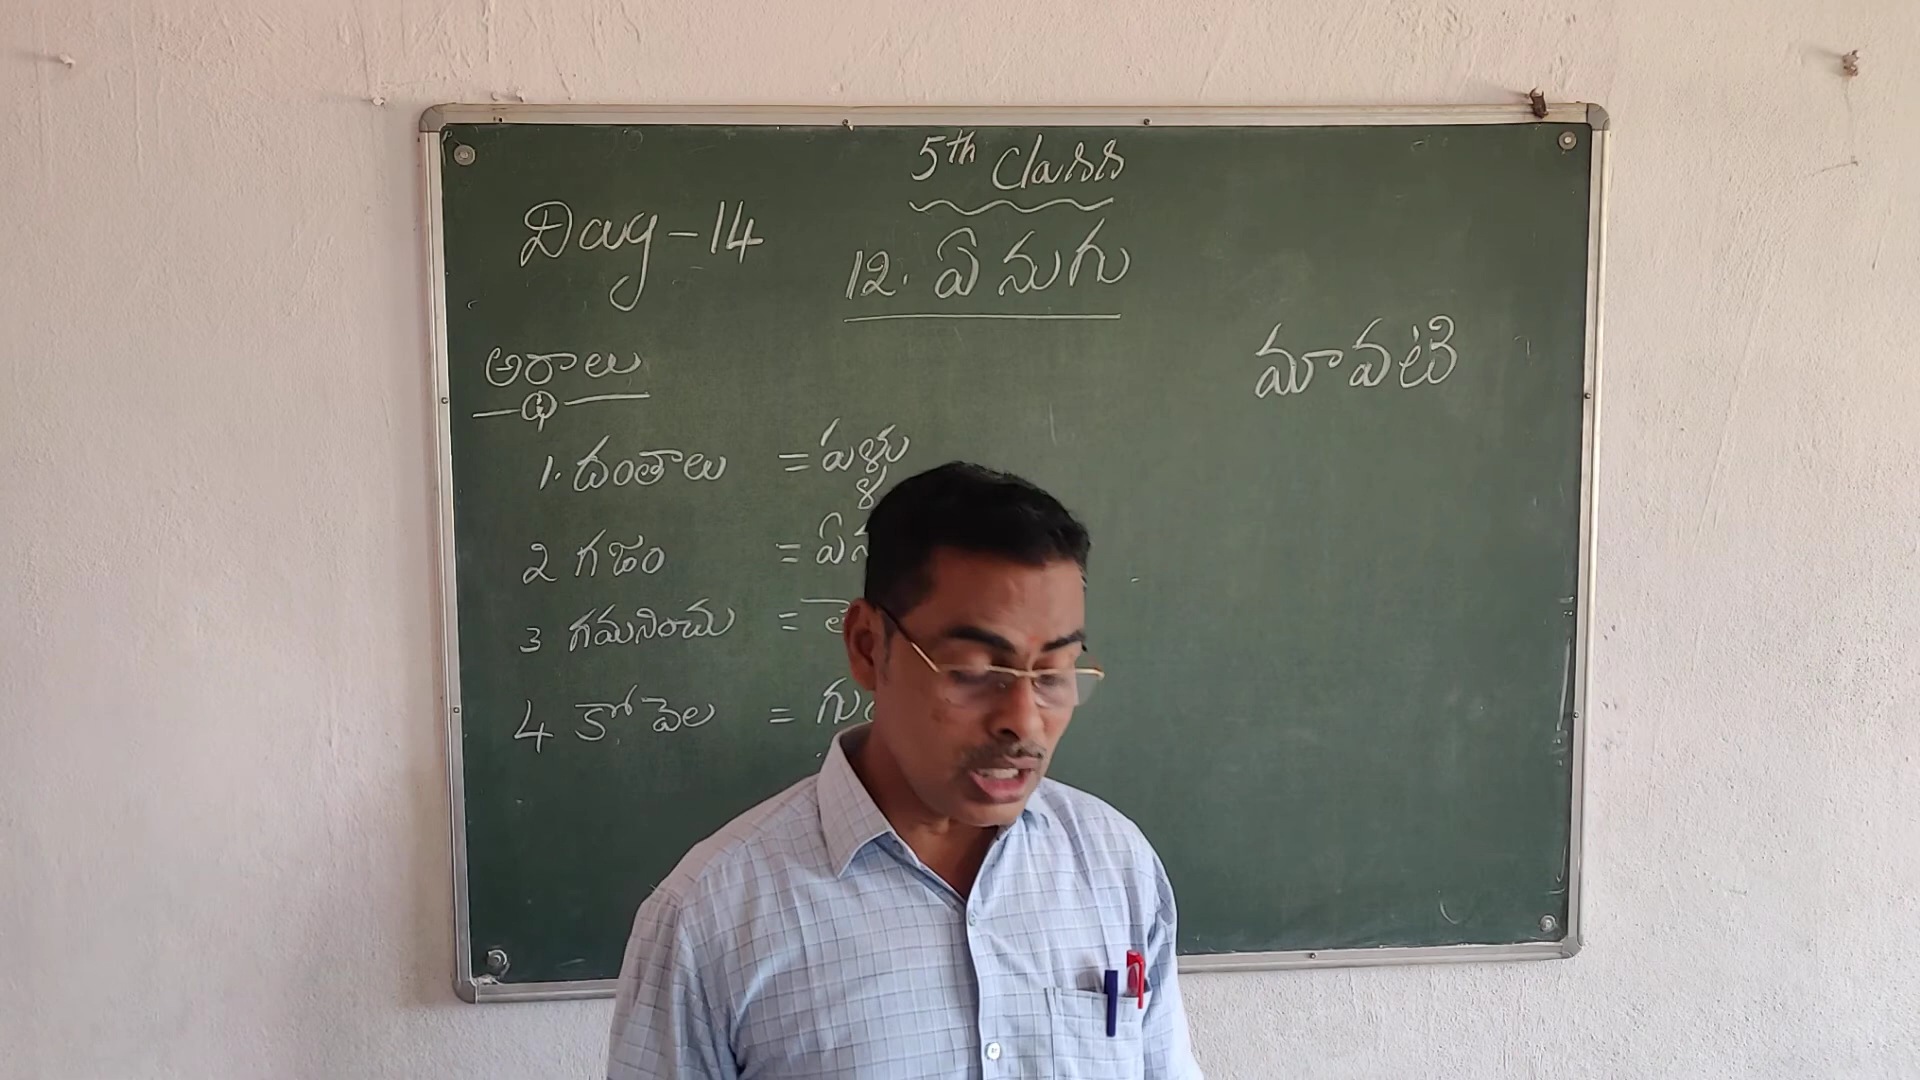 5th Class
Day-14
12. ఏనుగు
మావటి
అర్థాలు
1. దంతాలు = పళ్ళు
2 గజం =
3 గమనించు =
4 కోవెల =